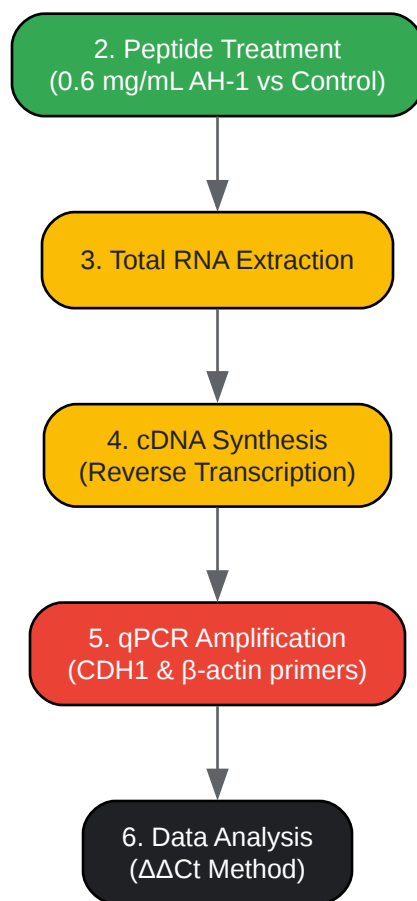 2. Peptide Treatment
(0.6 mg/mL AH-1 vs Control)
3. Total RNA Extraction
4. cDNA Synthesis
(Reverse Transcription)
5. qPCR Amplification
(CDH1 & β-actin primers)
6. Data Analysis
(ΔΔCt Method)